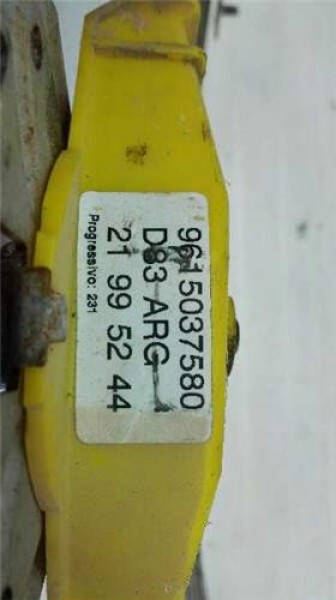 9615037580
D83 ARG
21 99 52 44
Progressivo: 231